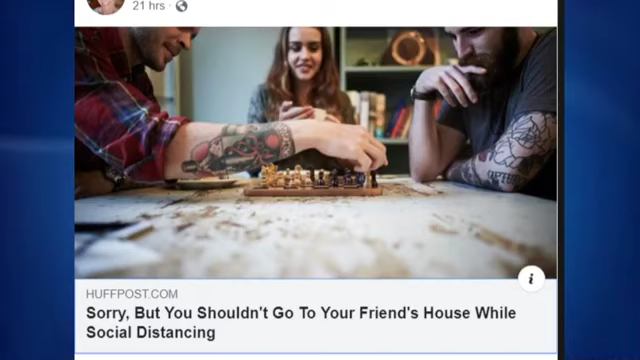 21 hrs ·
i
HUFFPOST.COM
Sorry, But You Shouldn't Go To Your Friend's House While
Social Distancing